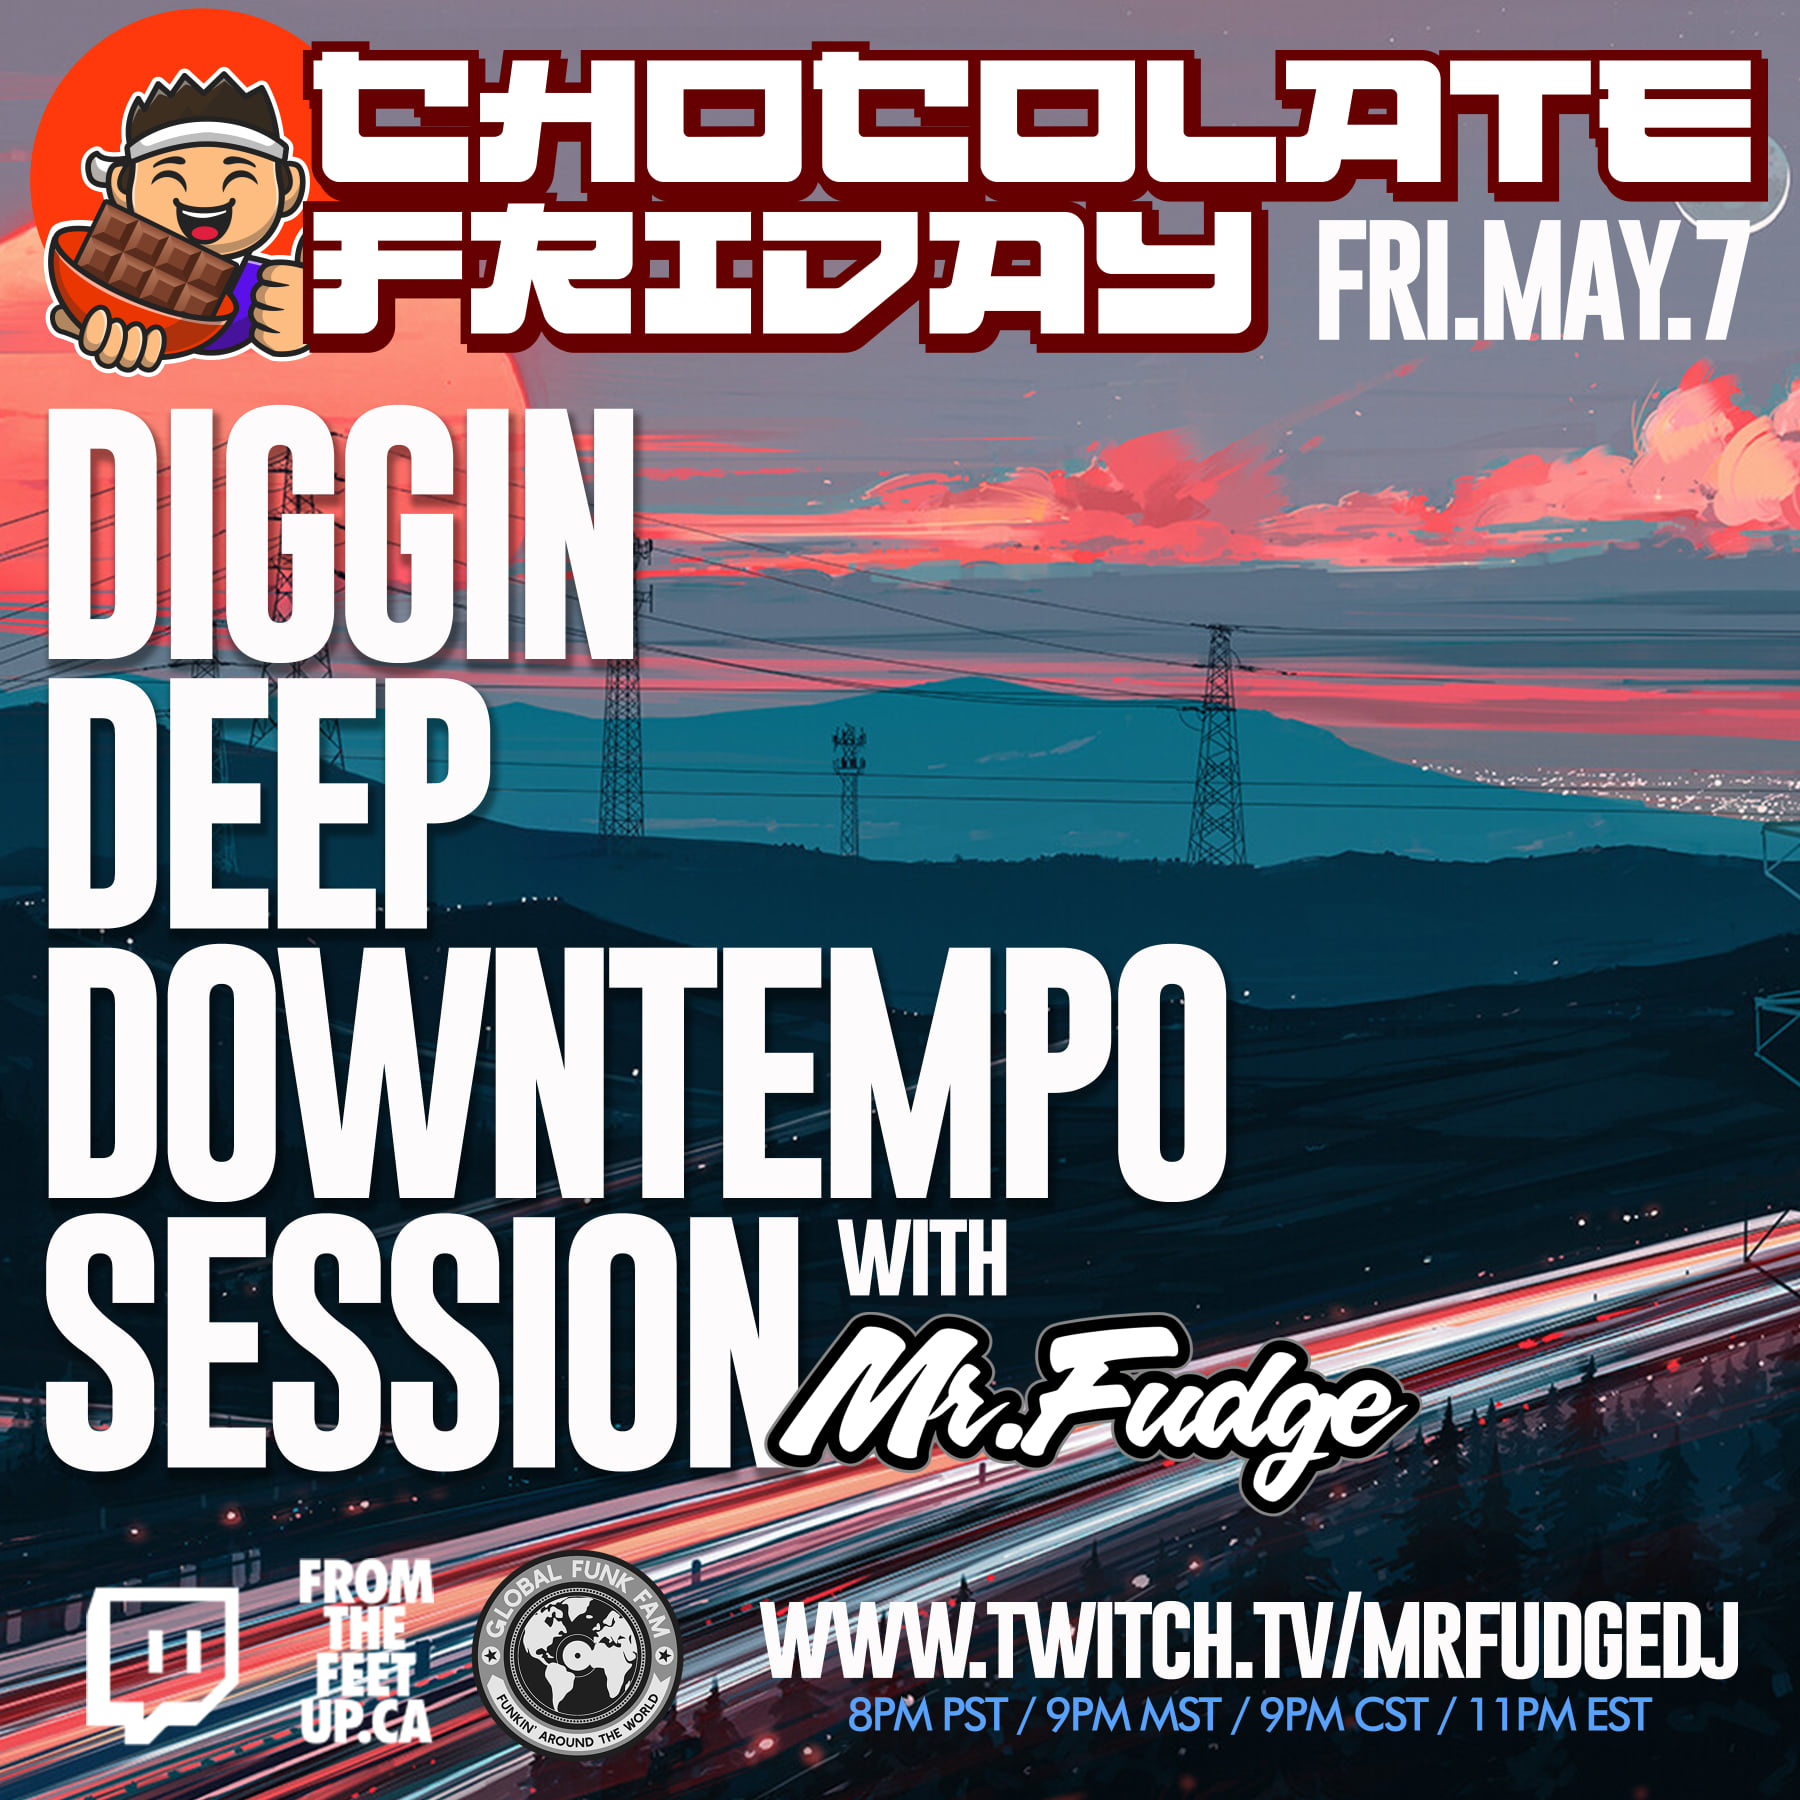 CHOCOLATE
FRIDAY
FRI.MAY.7
DIGGIN
DEEP
DOWNTEMPO
SESSION
WITH
Mr.Fudge
FROM
THE
FEET
UP.CA
GLOBAL FUNK FAM
FUNKIN' AROUND THE WORLD
WWW.TWITCH.TV/MRFUDGEDJ
8PM PST / 9PM MST / 9PM CST / 11PM EST